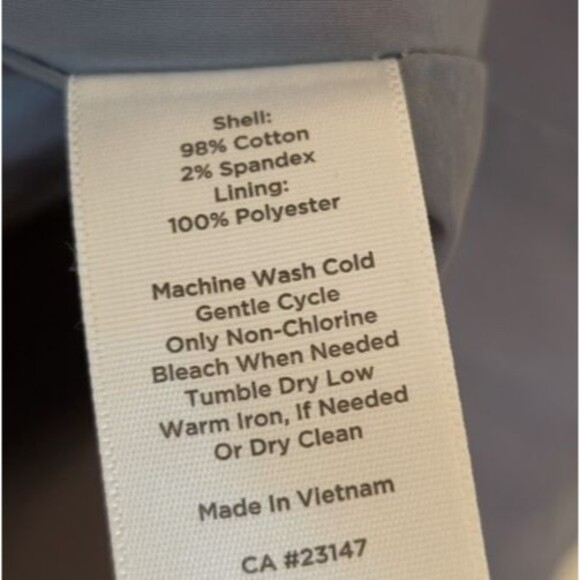 Shell:
98% Cotton
2% Spandex
Lining:
100% Polyester
Machine Wash Cold
Gentle Cycle
Only Non-Chlorine
Bleach When Needed
Tumble Dry Low
Warm Iron, If Needed
Or Dry Clean
Made In Vietnam
CA #23147